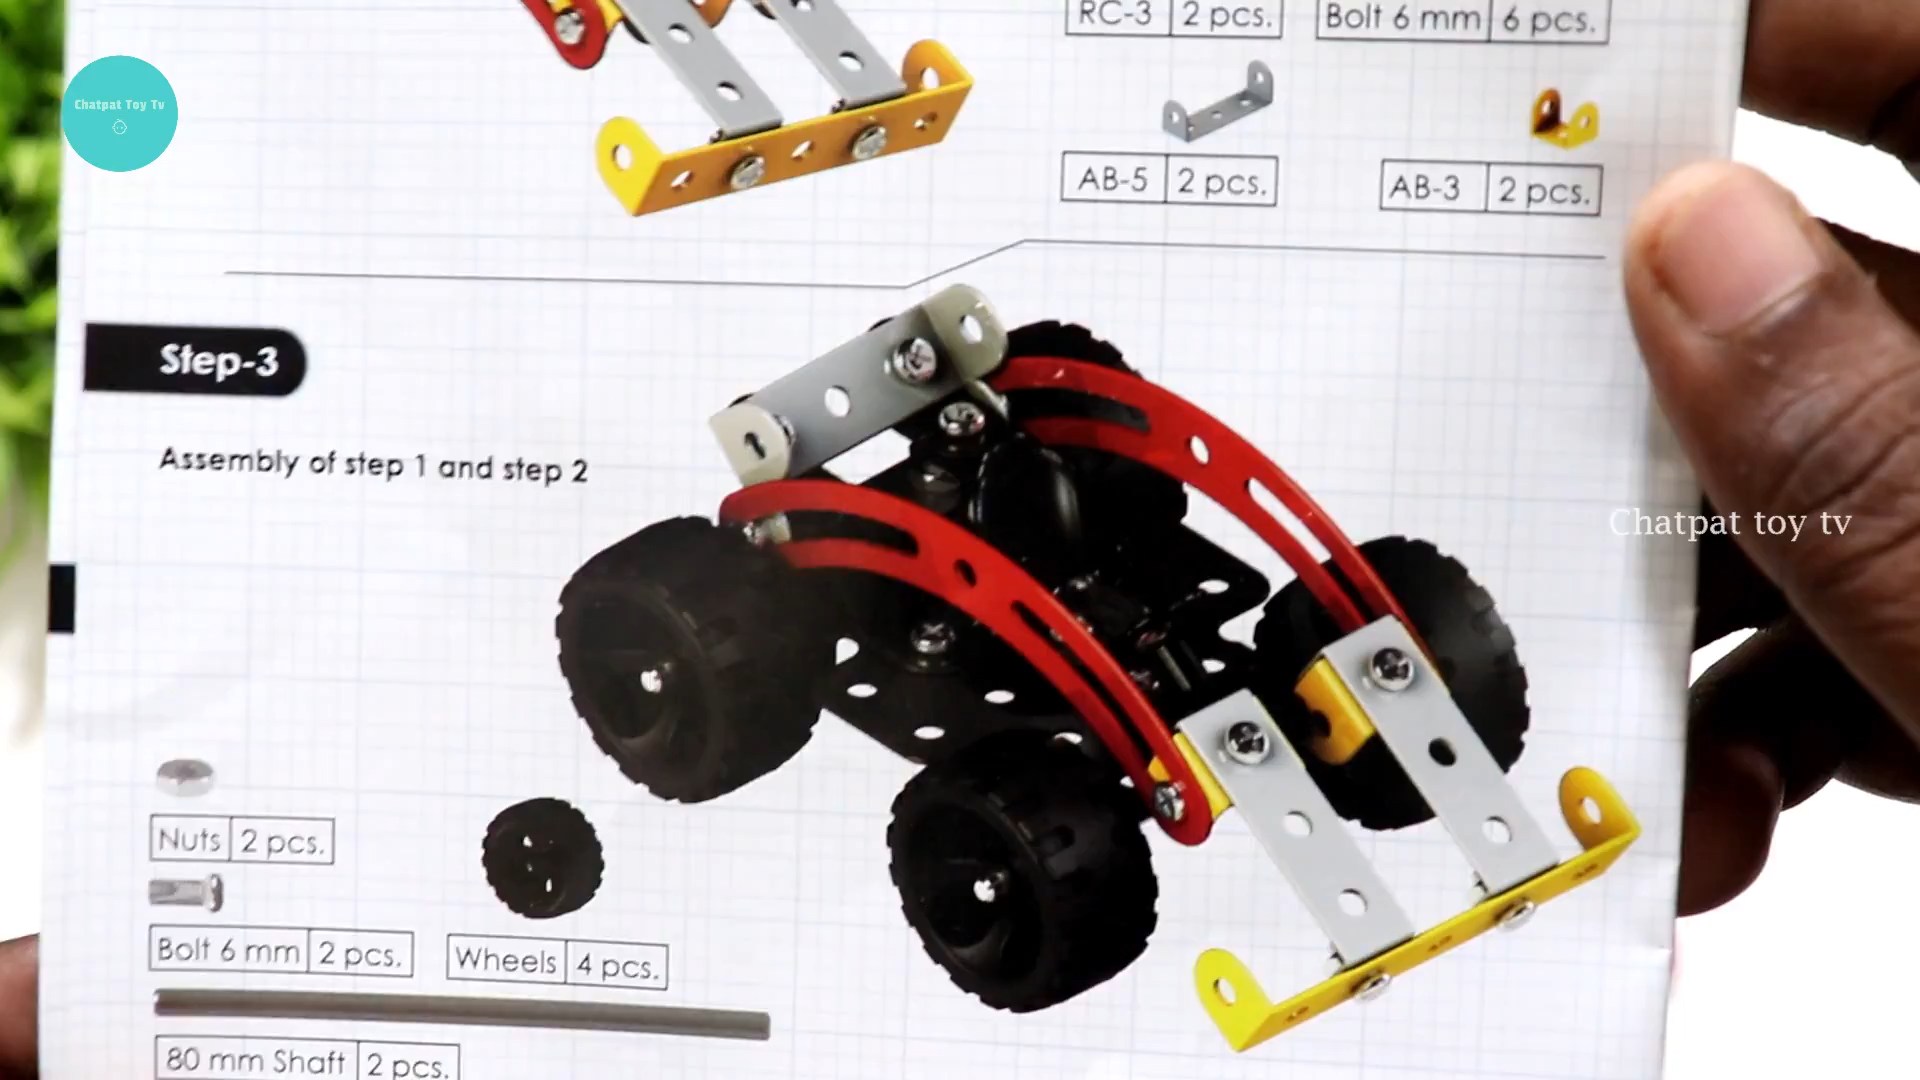 RC-3 2 pcs.
Bolt 6 mm 6 pcs.
Chatpat Toy Tv
AB-5 2 pcs.
AB-3 2 pcs.
Step-3
Assembly of step 1 and step 2
Chatpat toy tv
Nuts 2 pcs.
Bolt 6 mm 2 pcs.
Wheels 4 pcs.
80 mm Shaft 2 pcs.